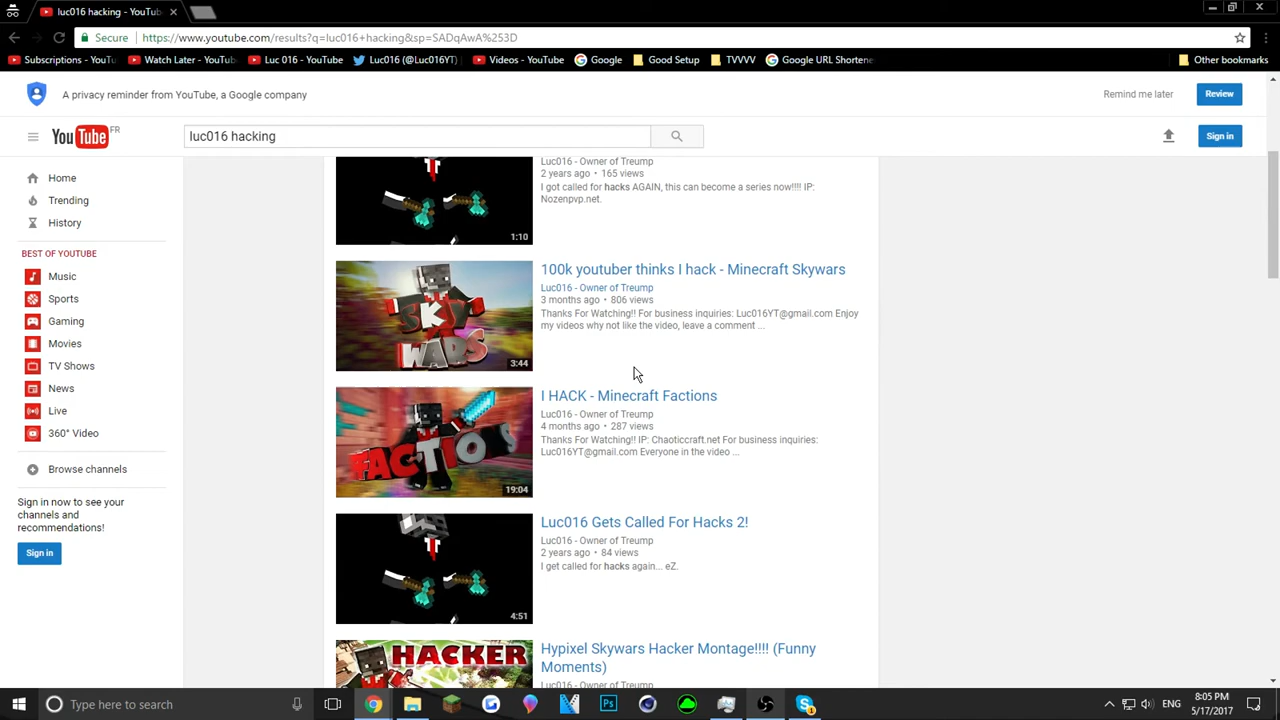 luc016 hacking - YouTub
Secure
https://www.youtube.com/results?q=luc016+hacking&sp=SADqAwA%253D
Subscriptions - YouTu
Watch Later - YouTub
Luc 016 - YouTube
Luc016 (@Luc016YT)
Videos - YouTube
Google
Good Setup
TVVVV
Google URL Shortene
Other bookmarks
A privacy reminder from YouTube, a Google company
Remind me later
Review
YouTube FR
luc016 hacking
Sign in
Home
Trending
History
BEST OF YOUTUBE
Music
Sports
Gaming
Movies
TV Shows
News
Live
360° Video
Browse channels
Sign in now to see your
channels and
recommendations!
Sign in
Luc016 - Owner of Treump
2 years ago • 165 views
I got called for hacks AGAIN, this can become a series now!!!! IP:
Nozenpvp.net.
1:10
100k youtuber thinks I hack - Minecraft Skywars
Luc016 - Owner of Treump
3 months ago • 806 views
Thanks For Watching!! For business inquiries: Luc016YT@gmail.com Enjoy
my videos why not like the video, leave a comment ...
SKY
WARS
3:44
I HACK - Minecraft Factions
Luc016 - Owner of Treump
4 months ago • 287 views
Thanks For Watching!! IP: Chaoticcraft.net For business inquiries:
Luc016YT@gmail.com Everyone in the video ...
FACTION
19:04
Luc016 Gets Called For Hacks 2!
Luc016 - Owner of Treump
2 years ago • 84 views
I get called for hacks again... eZ.
4:51
Hypixel Skywars Hacker Montage!!!! (Funny
Moments)
Luc016 - Owner of Treump
HACKER
Type here to search
Ps
ENG
8:05 PM
5/17/2017